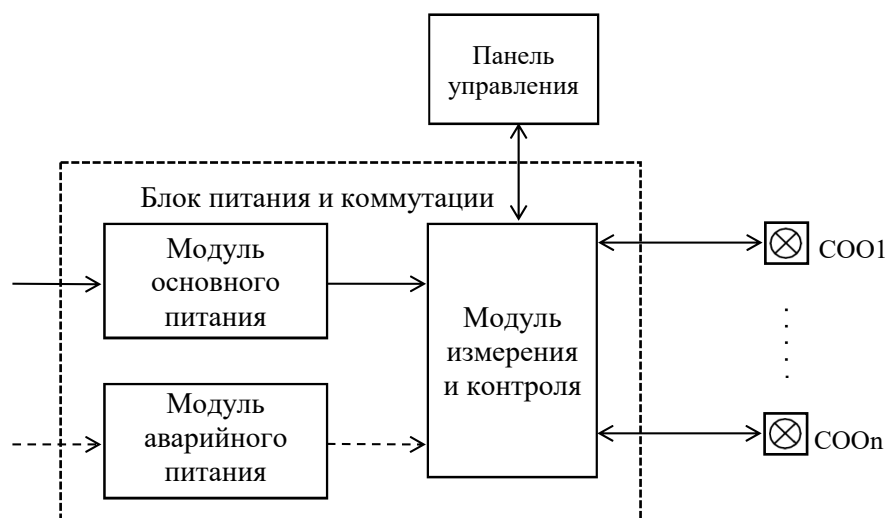 Панель
управления
Блок питания и коммутации
Модуль
основного
питания
Модуль
измерения
и контроля
СОО1
Модуль
аварийного
питания
СООn